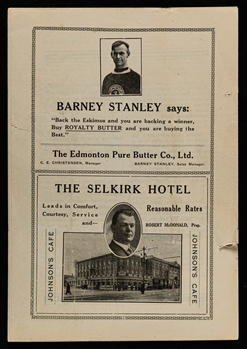 BARNEY STANLEY says:
"Back the Eskimos and you are backing a winner,
Buy ROYALTY BUTTER and you are buying the
Best."
The Edmonton Pure Butter Co., Ltd.
C. E. CHRISTENSEN, Manager BARNEY STANLEY, Sales Manager
THE SELKIRK HOTEL
Leads in Comfort,
Courtesy, Service
and—
Reasonable Rates
ROBERT McDONALD, Prop.
JOHNSON'S CAFE
JOHNSON'S CAFE